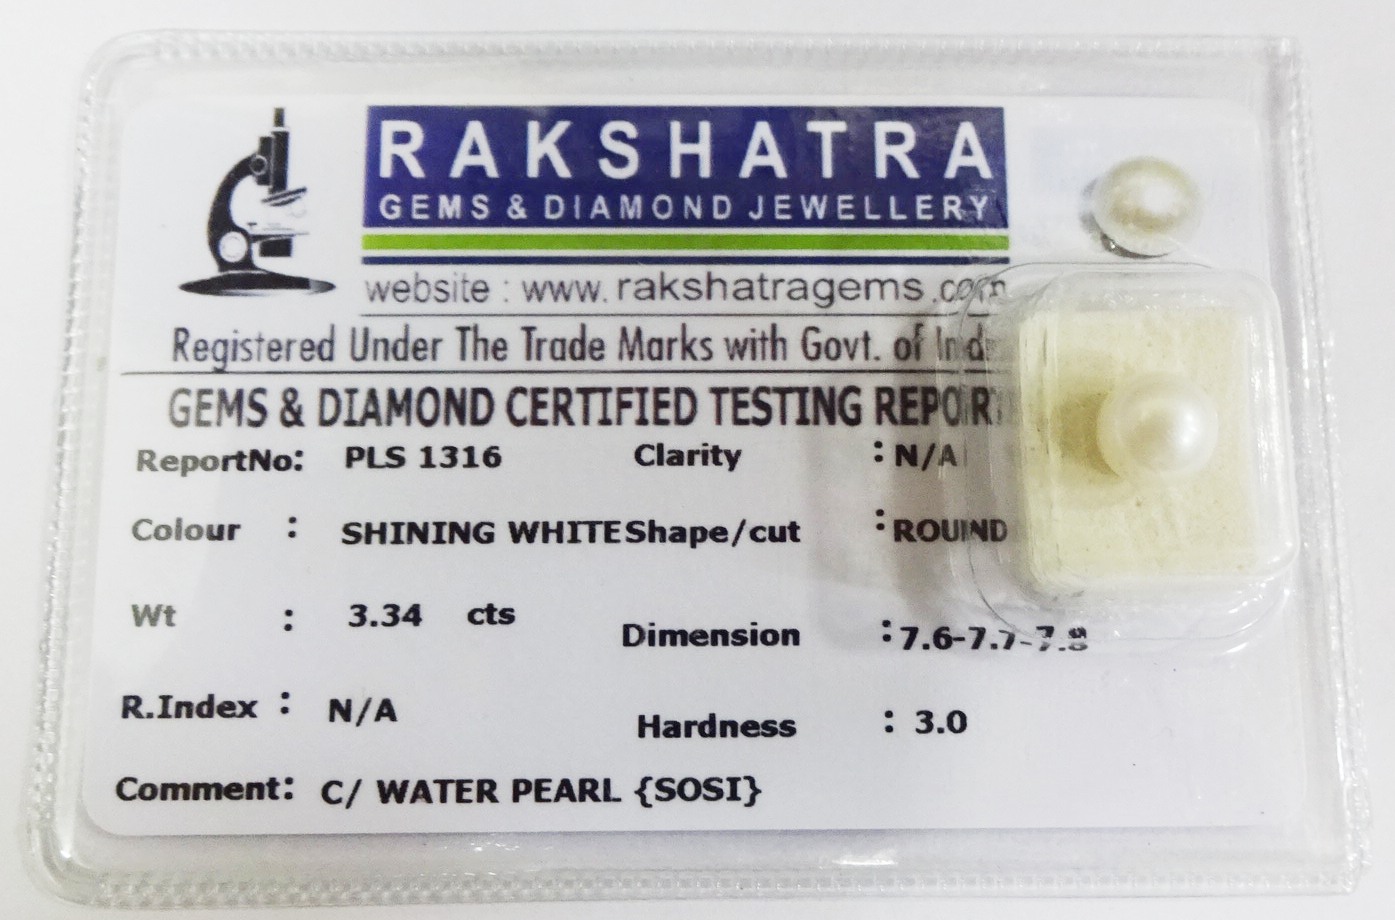 RAKSHATRA
GEMS & DIAMOND JEWELLERY
website : www.rakshatragems.com
Registered Under The Trade Marks with Govt. of
GEMS & DIAMOND CERTIFIED TESTING REPORT
ReportNo: PLS 1316 Clarity : N/A
Colour : SHINING WHITE Shape/cut : ROUND
Wt : 3.34 cts Dimension : 7.6-7.7-7.8
R.Index : N/A Hardness : 3.0
Comment: C/ WATER PEARL {SOSI}